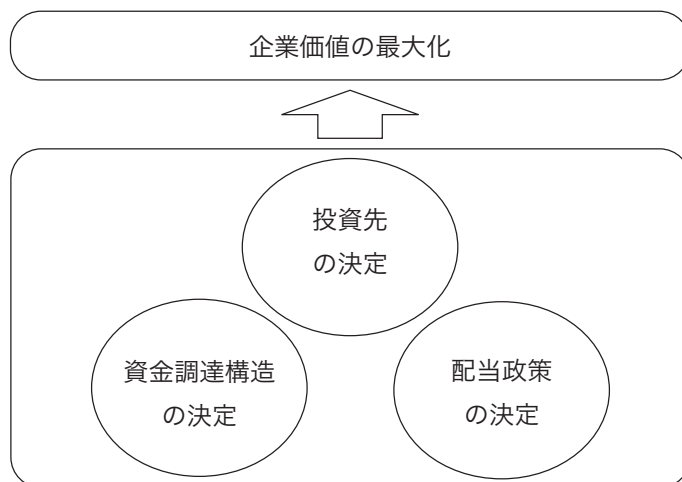 企業価値の最大化
投資先
の決定
資金調達構造
の決定
配当政策
の決定